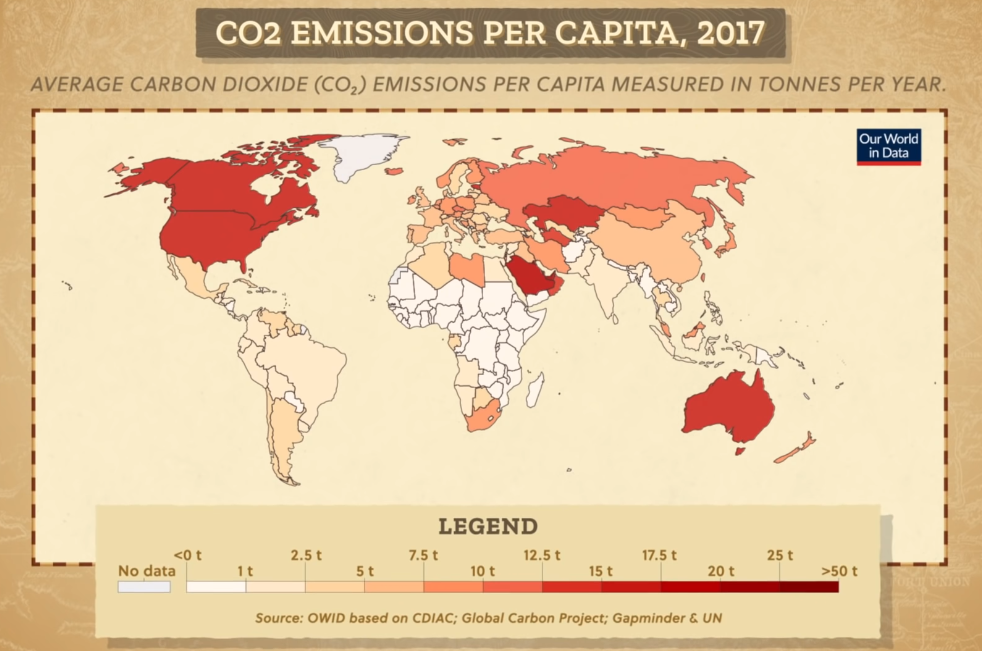 CO2 EMISSIONS PER CAPITA, 2017
AVERAGE CARBON DIOXIDE (CO₂) EMISSIONS PER CAPITA MEASURED IN TONNES PER YEAR.
Our World
in Data
LEGEND
No data
<0 t
1 t
2.5 t
5 t
7.5 t
10 t
12.5 t
15 t
17.5 t
20 t
25 t
>50 t
Source: OWID based on CDIAC; Global Carbon Project; Gapminder & UN